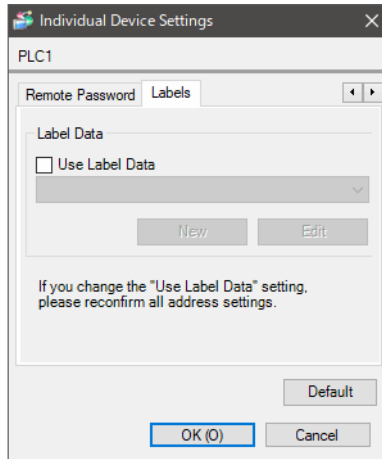 Individual Device Settings
PLC1
Remote Password Labels
Label Data
Use Label Data
New Edit
If you change the "Use Label Data" setting,
please reconfirm all address settings.
Default
OK (O) Cancel